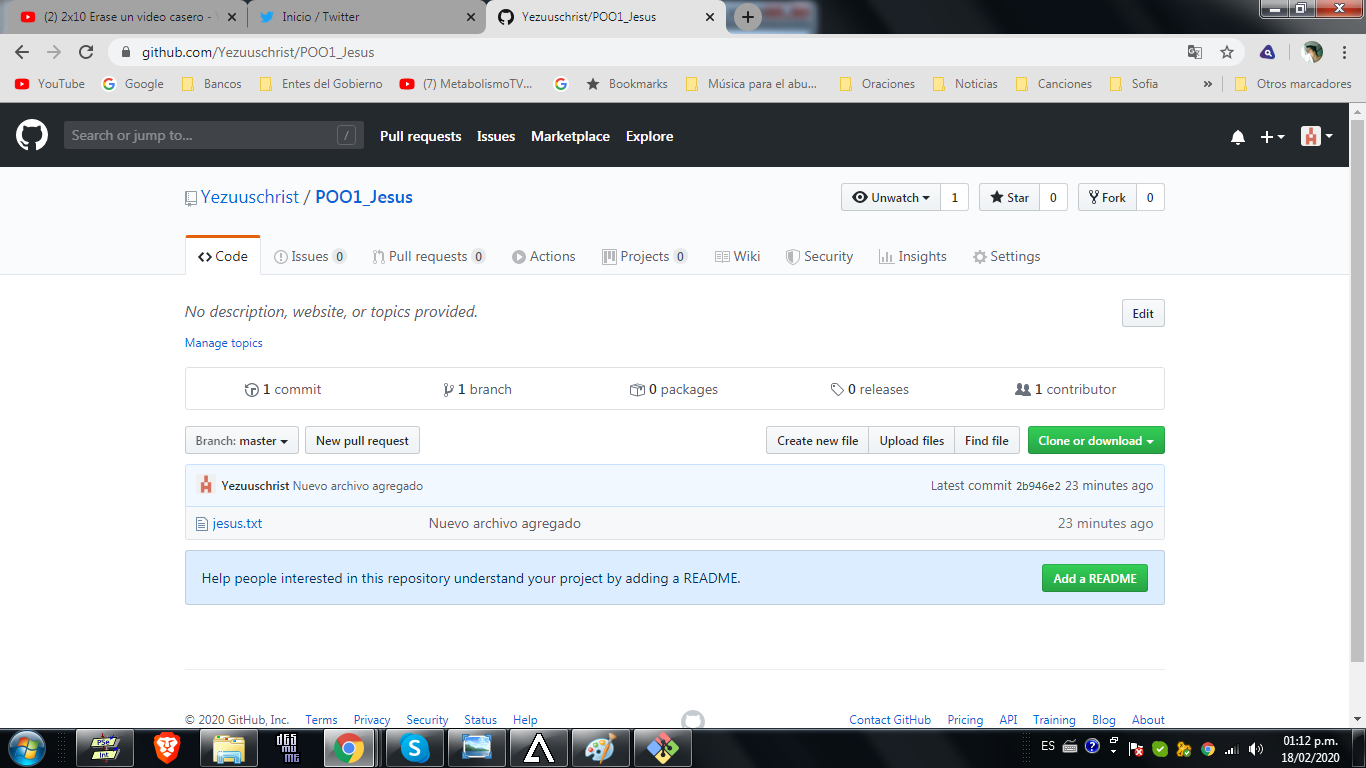 (2) 2x10 Erase un video casero - Y
Inicio / Twitter
Yezuuschrist/POO1_Jesus
github.com/Yezuuschrist/POO1_Jesus
YouTube Google Bancos Entes del Gobierno (7) MetabolismoTV... Bookmarks Música para el abu... Oraciones Noticias Canciones Sofia » Otros marcadores
Search or jump to... / Pull requests Issues Marketplace Explore
Yezuuschrist / POO1_Jesus
Unwatch 1 Star 0 Fork 0
Code Issues 0 Pull requests 0 Actions Projects 0 Wiki Security Insights Settings
No description, website, or topics provided.
Edit
Manage topics
1 commit 1 branch 0 packages 0 releases 1 contributor
Branch: master New pull request Create new file Upload files Find file Clone or download
Yezuuschrist Nuevo archivo agregado Latest commit 2b946e2 23 minutes ago
jesus.txt Nuevo archivo agregado 23 minutes ago
Help people interested in this repository understand your project by adding a README. Add a README
© 2020 GitHub, Inc. Terms Privacy Security Status Help Contact GitHub Pricing API Training Blog About
PSe Int
ES
01:12 p.m.
18/02/2020